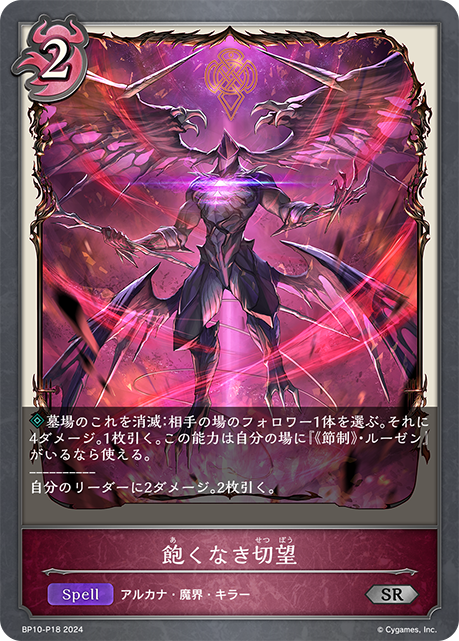 2
墓場のこれを消滅:相手の場のフォロワー1体を選ぶ。それに
4ダメージ。1枚引く。この能力は自分の場に『《節制》・ルーゼン』
がいるなら使える。
----------
自分のリーダーに2ダメージ。2枚引く。
飽くなき切望
あ せつ ぼう
Spell アルカナ・魔界・キラー SR
BP10-P18 2024 © Cygames, Inc.